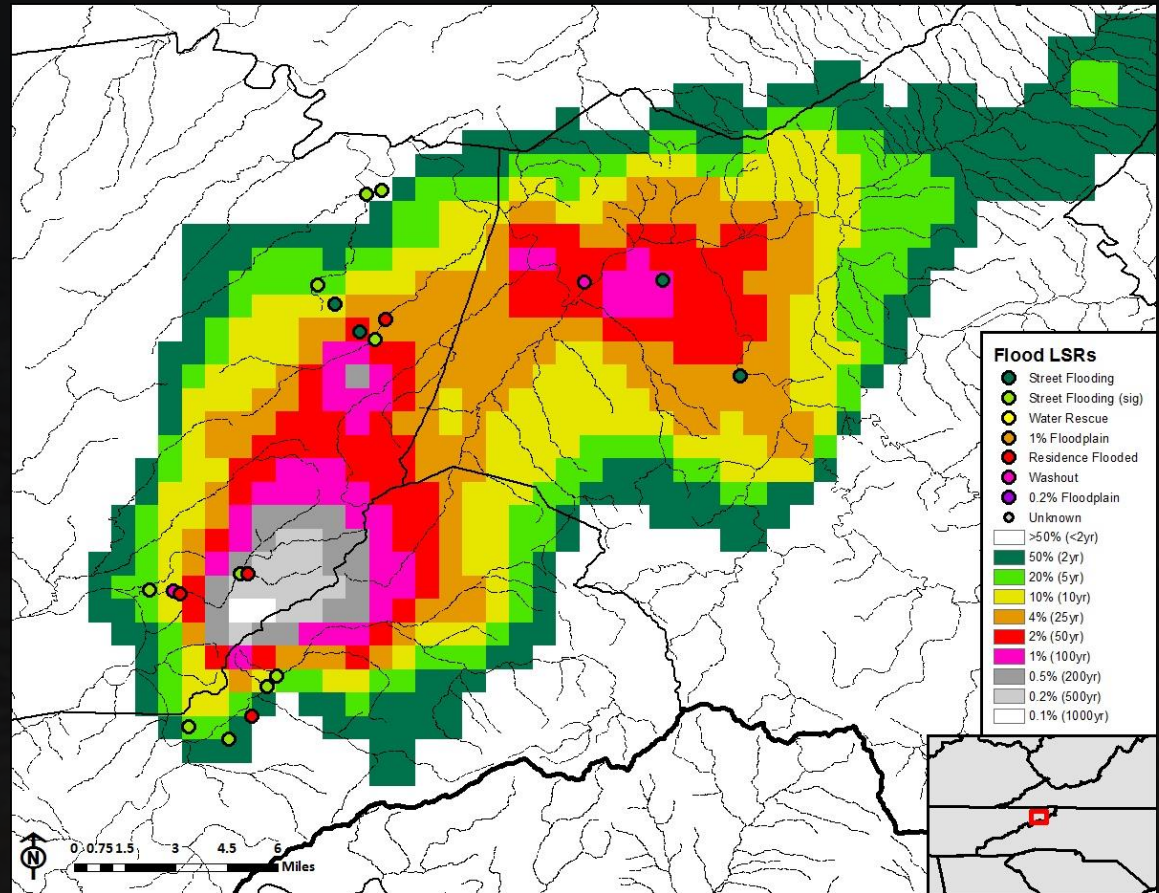 Flood LSRs
Street Flooding
Street Flooding (sig)
Water Rescue
1% Floodplain
Residence Flooded
Washout
0.2% Floodplain
Unknown
>50% (<2yr)
50% (2yr)
20% (5yr)
10% (10yr)
4% (25yr)
2% (50yr)
1% (100yr)
0.5% (200yr)
0.2% (500yr)
0.1% (1000yr)
N
0 0.75 1.5 3 4.5 6
Miles